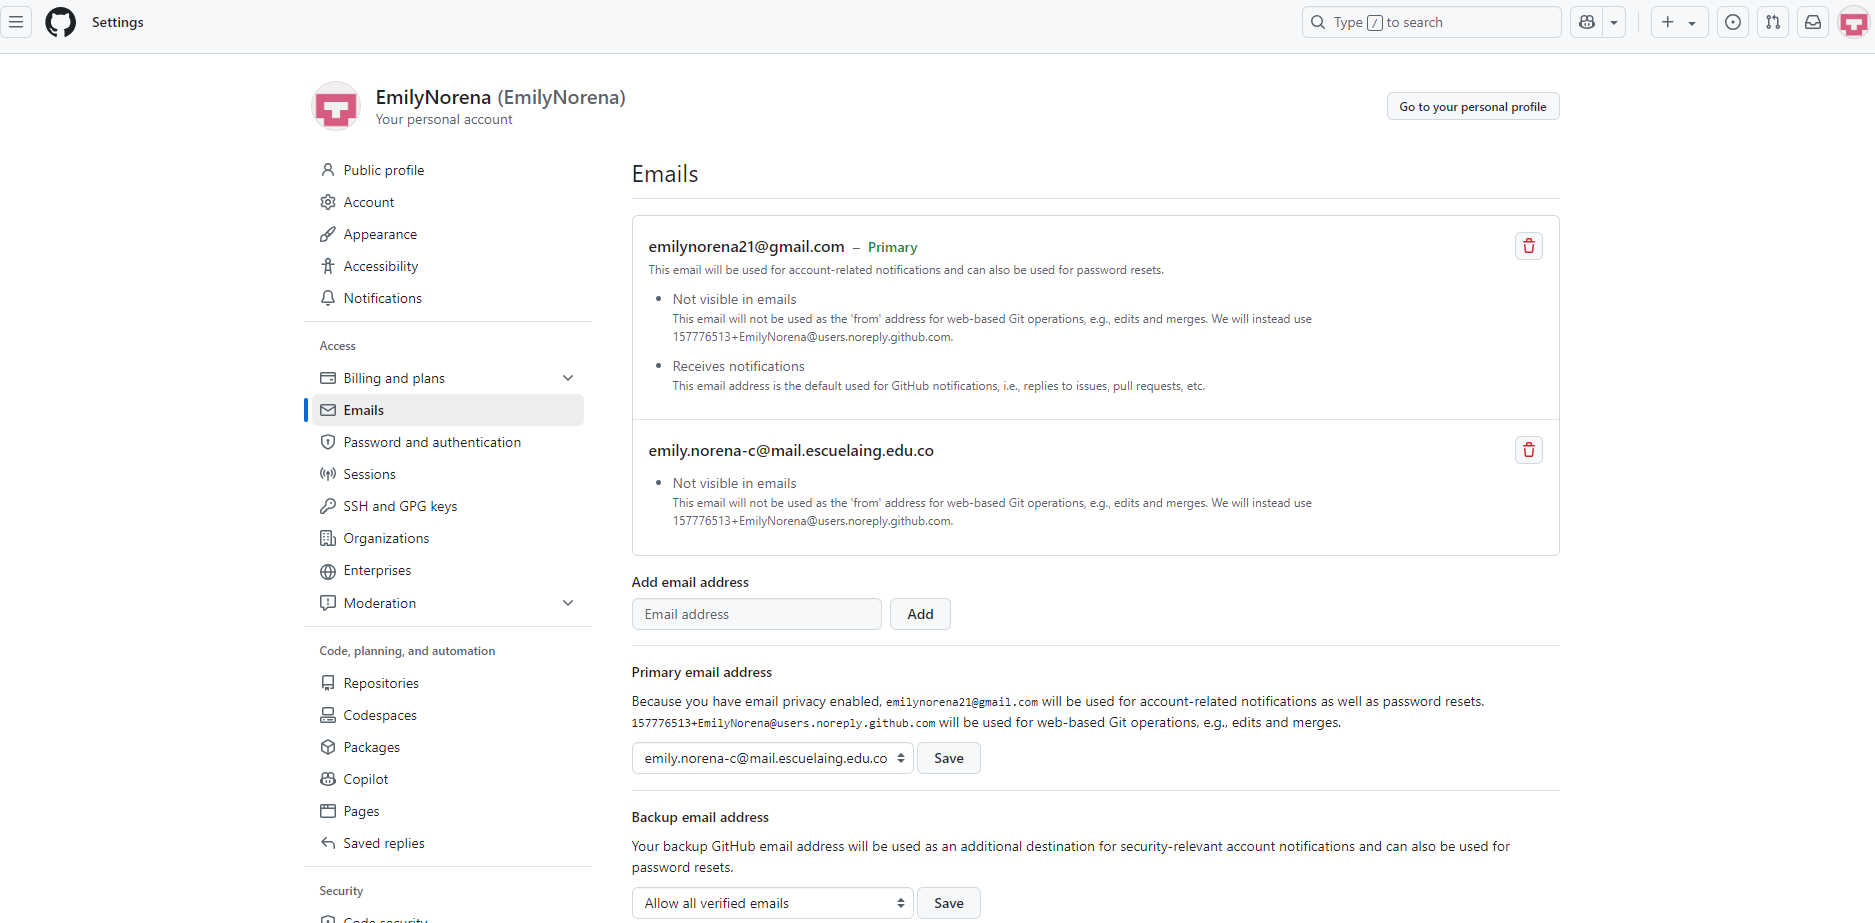 Settings
Type / to search
EmilyNorena (EmilyNorena)
Your personal account
Go to your personal profile
Public profile
Account
Appearance
Accessibility
Notifications
Access
Billing and plans
Emails
Password and authentication
Sessions
SSH and GPG keys
Organizations
Enterprises
Moderation
Code, planning, and automation
Repositories
Codespaces
Packages
Copilot
Pages
Saved replies
Security
Code security
Emails
emilynorena21@gmail.com – Primary
This email will be used for account-related notifications and can also be used for password resets.
• Not visible in emails
This email will not be used as the 'from' address for web-based Git operations, e.g., edits and merges. We will instead use
157776513+EmilyNorena@users.noreply.github.com.
• Receives notifications
This email address is the default used for GitHub notifications, i.e., replies to issues, pull requests, etc.
emily.norena-c@mail.escuelaing.edu.co
• Not visible in emails
This email will not be used as the 'from' address for web-based Git operations, e.g., edits and merges. We will instead use
157776513+EmilyNorena@users.noreply.github.com.
Add email address
Email address
Add
Primary email address
Because you have email privacy enabled, emilynorena21@gmail.com will be used for account-related notifications as well as password resets.
157776513+EmilyNorena@users.noreply.github.com will be used for web-based Git operations, e.g., edits and merges.
emily.norena-c@mail.escuelaing.edu.co
Save
Backup email address
Your backup GitHub email address will be used as an additional destination for security-relevant account notifications and can also be used for
password resets.
Allow all verified emails
Save